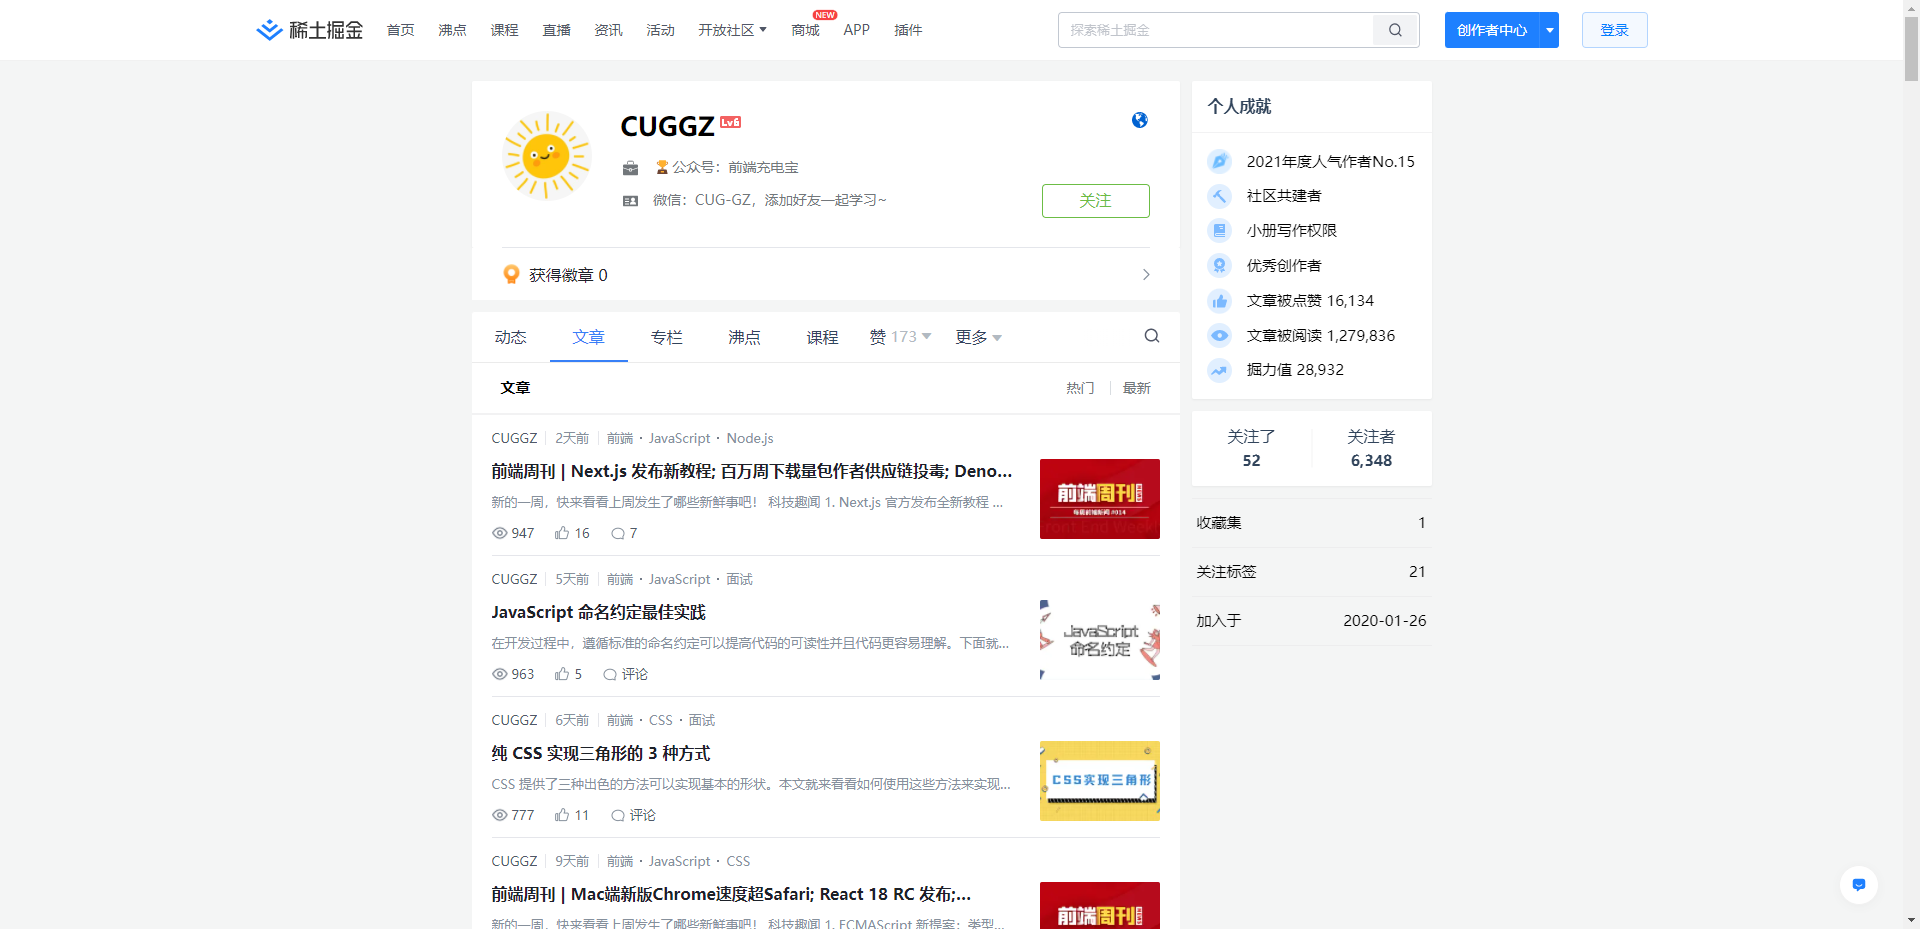 稀土掘金 首页 沸点 课程 直播 资讯 活动 开放社区 商城 NEW APP 插件 探索稀土掘金 创作者中心 登录
CUGGZ Lv6
公众号：前端充电宝
微信：CUG-GZ，添加好友一起学习~
关注
获得徽章 0
动态 文章 专栏 沸点 课程 赞 173 更多
文章 热门 最新
CUGGZ 2天前 前端 · JavaScript · Node.js
前端周刊 | Next.js 发布新教程; 百万周下载量包作者供应链投毒; Deno...
新的一周，快来看看上周发生了哪些新鲜事吧！ 科技趣闻 1. Next.js 官方发布全新教程 ...
947 16 7
前端周刊
每周前端新闻 #014
CUGGZ 5天前 前端 · JavaScript · 面试
JavaScript 命名约定最佳实践
在开发过程中，遵循标准的命名约定可以提高代码的可读性并且代码更容易理解。下面就...
963 5 评论
JavaScript
命名约定
CUGGZ 6天前 前端 · CSS · 面试
纯 CSS 实现三角形的 3 种方式
CSS 提供了三种出色的方法可以实现基本的形状。本文就来看看如何使用这些方法来实现...
777 11 评论
CSS实现三角形
CUGGZ 9天前 前端 · JavaScript · CSS
前端周刊 | Mac端新版Chrome速度超Safari; React 18 RC 发布;...
新的一周，快来看看上周发生了哪些新鲜事吧！ 科技趣闻 1. ECMAScript 新提案：类型...
前端周刊
个人成就
2021年度人气作者No.15
社区共建者
小册写作权限
优秀创作者
文章被点赞 16,134
文章被阅读 1,279,836
掘力值 28,932
关注了 关注者
52 6,348
收藏集 1
关注标签 21
加入于 2020-01-26